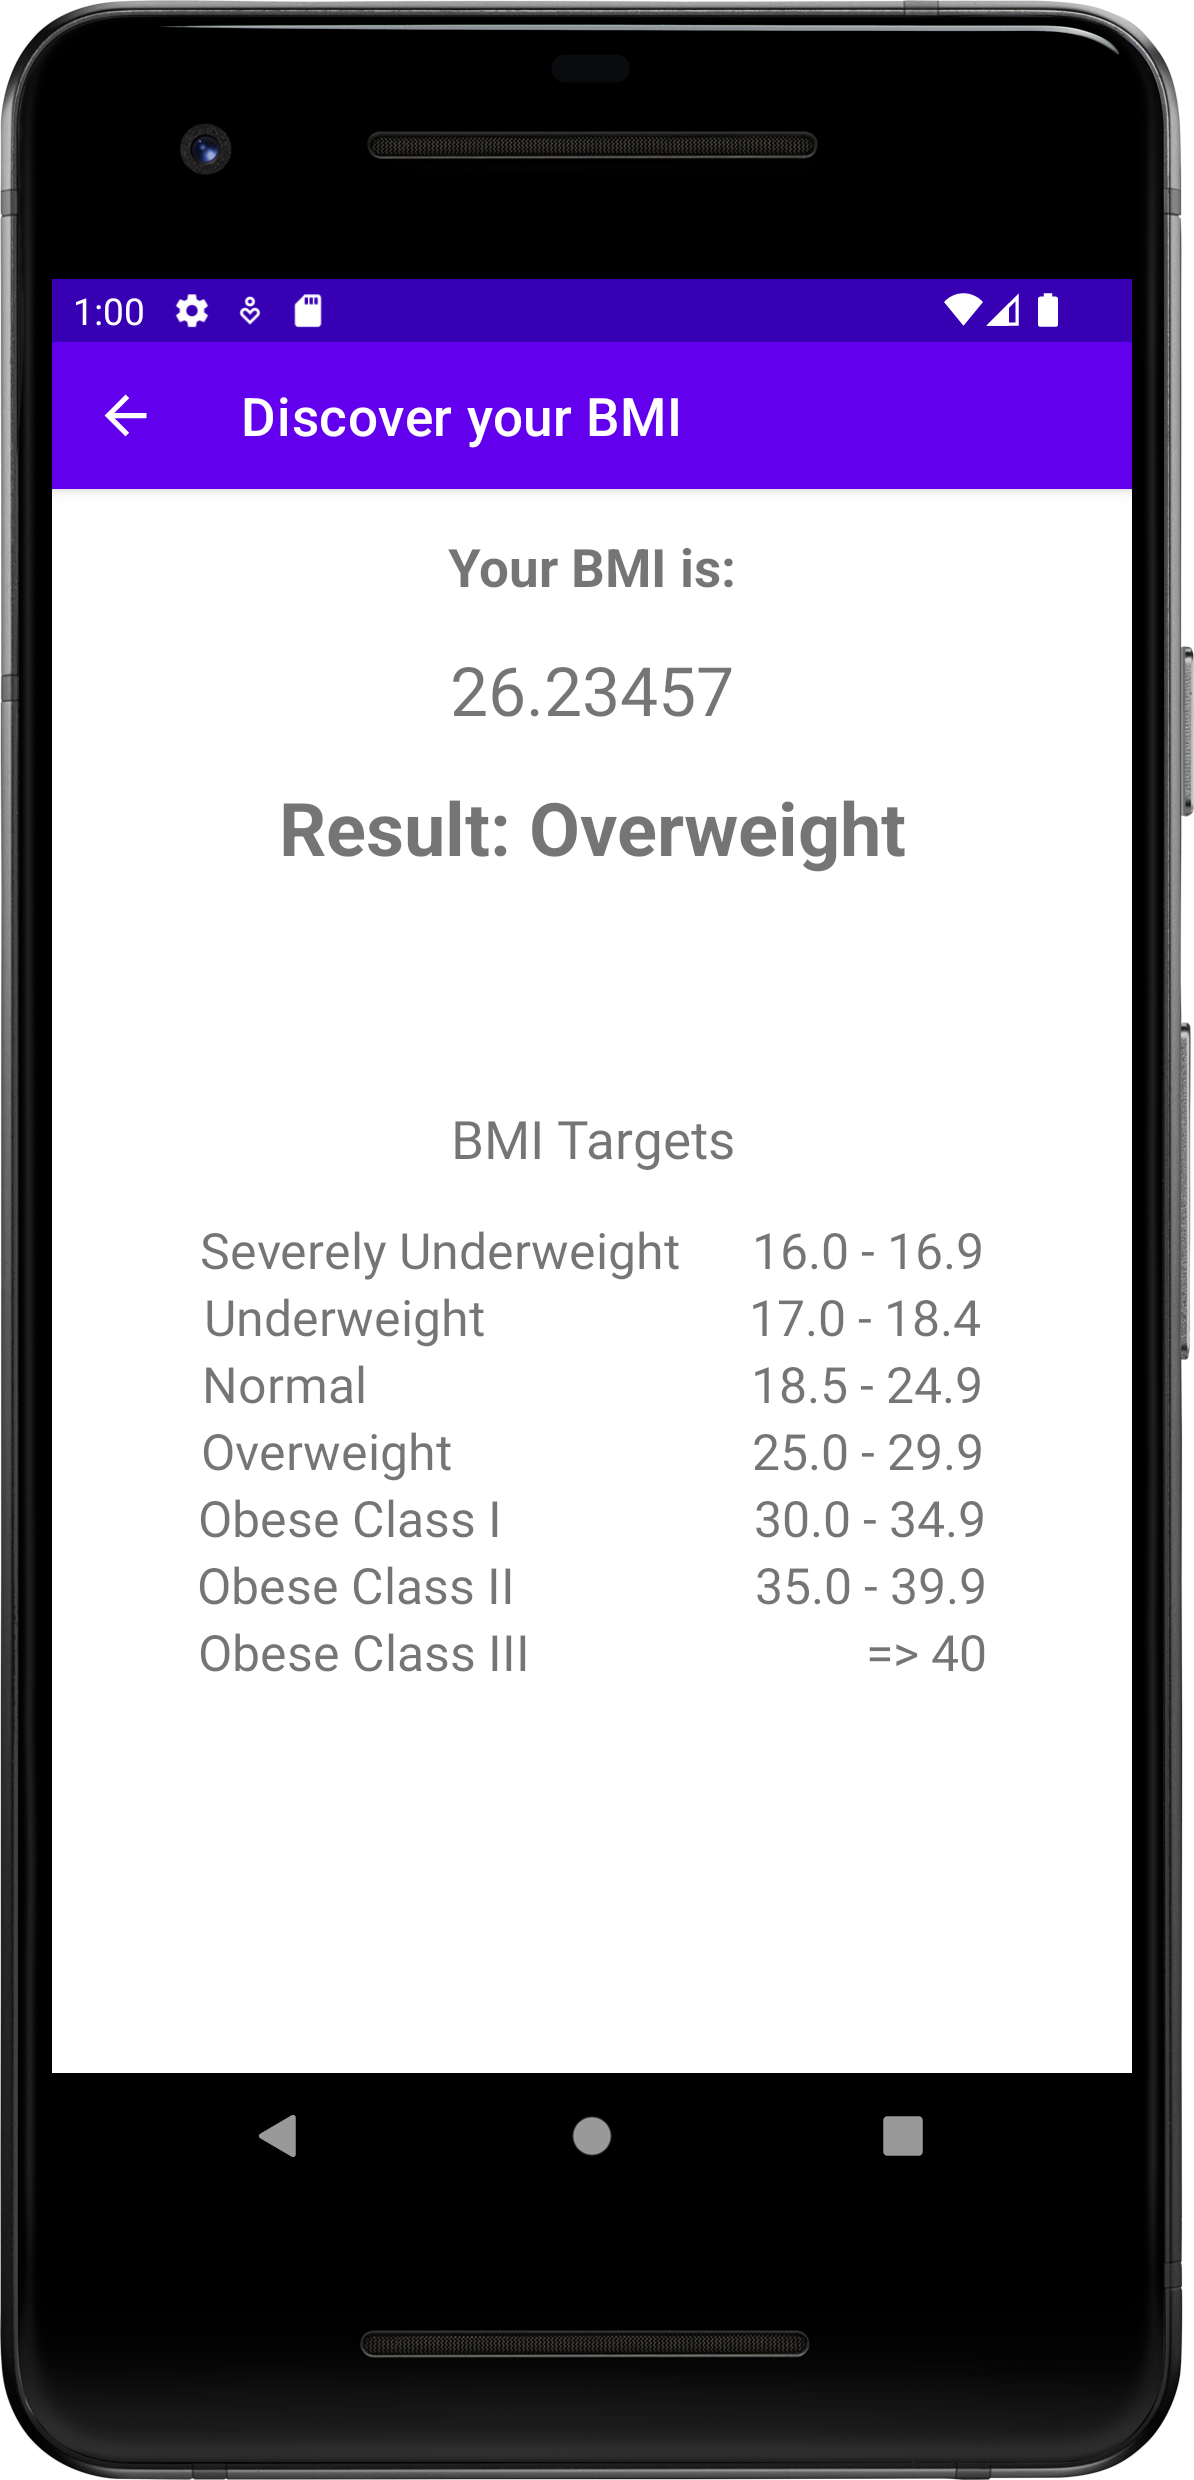 1:00
Discover your BMI
Your BMI is:
26.23457
Result: Overweight
BMI Targets
Severely Underweight 16.0 - 16.9
Underweight 17.0 - 18.4
Normal 18.5 - 24.9
Overweight 25.0 - 29.9
Obese Class I 30.0 - 34.9
Obese Class II 35.0 - 39.9
Obese Class III => 40